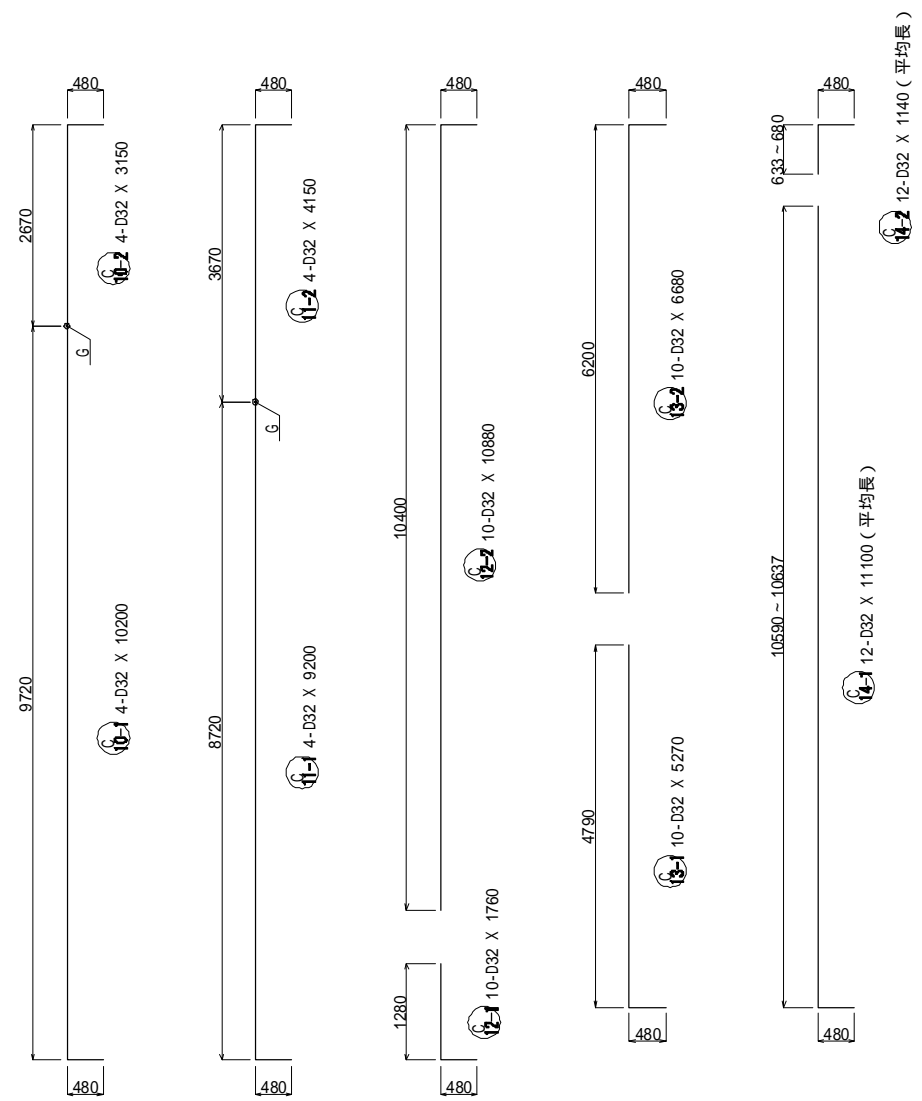 480
2670
C
10-2 4-D32 X 3150
G
9720
C
10-1 4-D32 X 10200
480
480
3670
C
11-2 4-D32 X 4150
G
8720
C
11-1 4-D32 X 9200
480
480
10400
C
12-2 10-D32 X 10880
1280
C
12-1 10-D32 X 1760
480
480
6200
C
13-2 10-D32 X 6680
4790
C
13-1 10-D32 X 5270
480
480
633 ~ 680
C
14-2 12-D32 X 1140 ( 平均長 )
10590 ~ 10637
C
14-1 12-D32 X 11100 ( 平均長 )
480